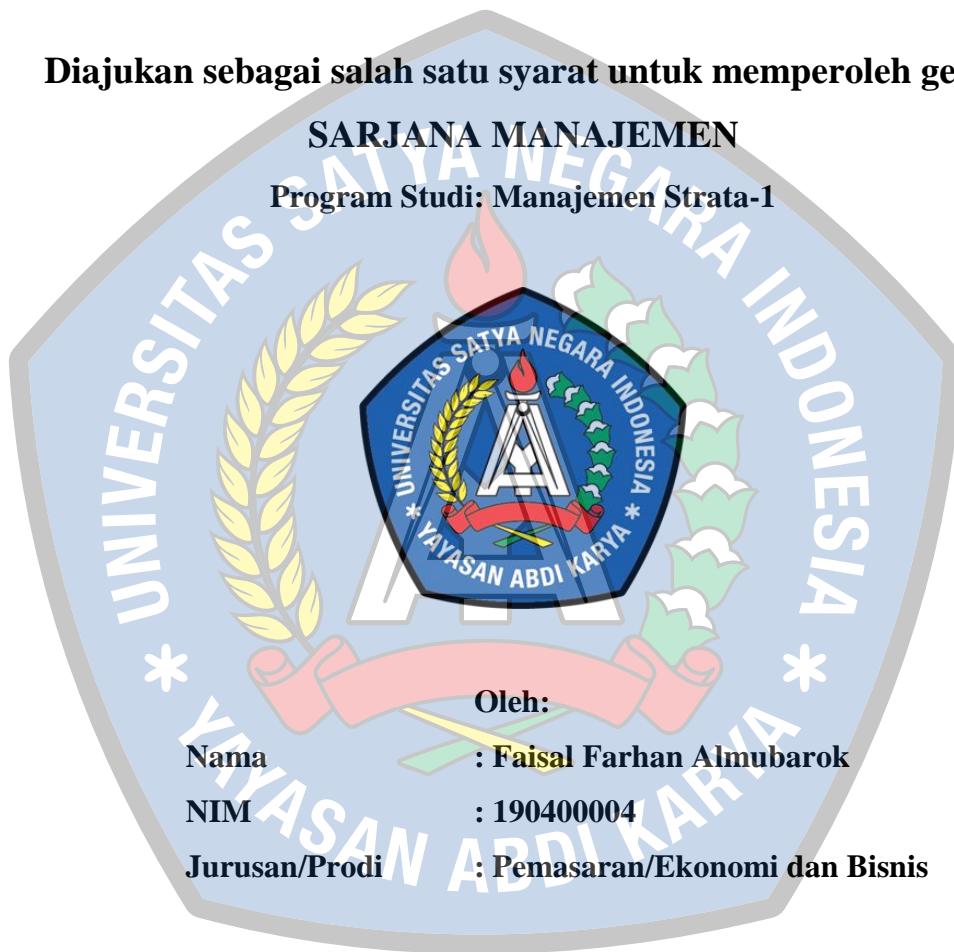 Diajukan sebagai salah satu syarat untuk memperoleh ge
SARJANA MANAJEMEN
Program Studi: Manajemen Strata-1
UNIVERSITAS SATYA NEGARA INDONESIA
* YAYASAN ABDI KARYA *
UNIVERSITAS SATYA NEGARA INDONESIA
* YAYASAN ABDI KARYA *
Oleh:
Nama : Faisal Farhan Almubarok
NIM : 190400004
Jurusan/Prodi : Pemasaran/Ekonomi dan Bisnis